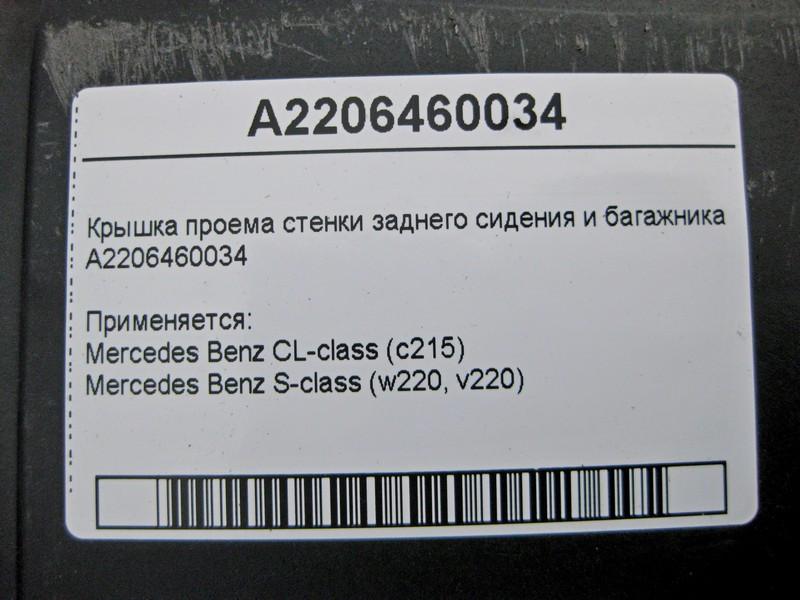 A2206460034
Крышка проема стенки заднего сидения и багажника
A2206460034
Применяется:
Mercedes Benz CL-class (c215)
Mercedes Benz S-class (w220, v220)